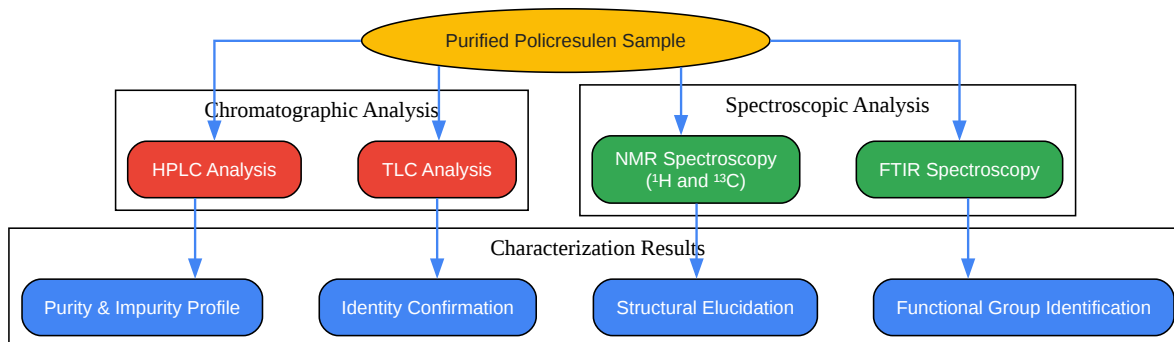 Purified Policresulen Sample
Chromatographic Analysis
Spectroscopic Analysis
HPLC Analysis
TLC Analysis
NMR Spectroscopy
(¹H and ¹³C)
FTIR Spectroscopy
Characterization Results
Purity & Impurity Profile
Identity Confirmation
Structural Elucidation
Functional Group Identification